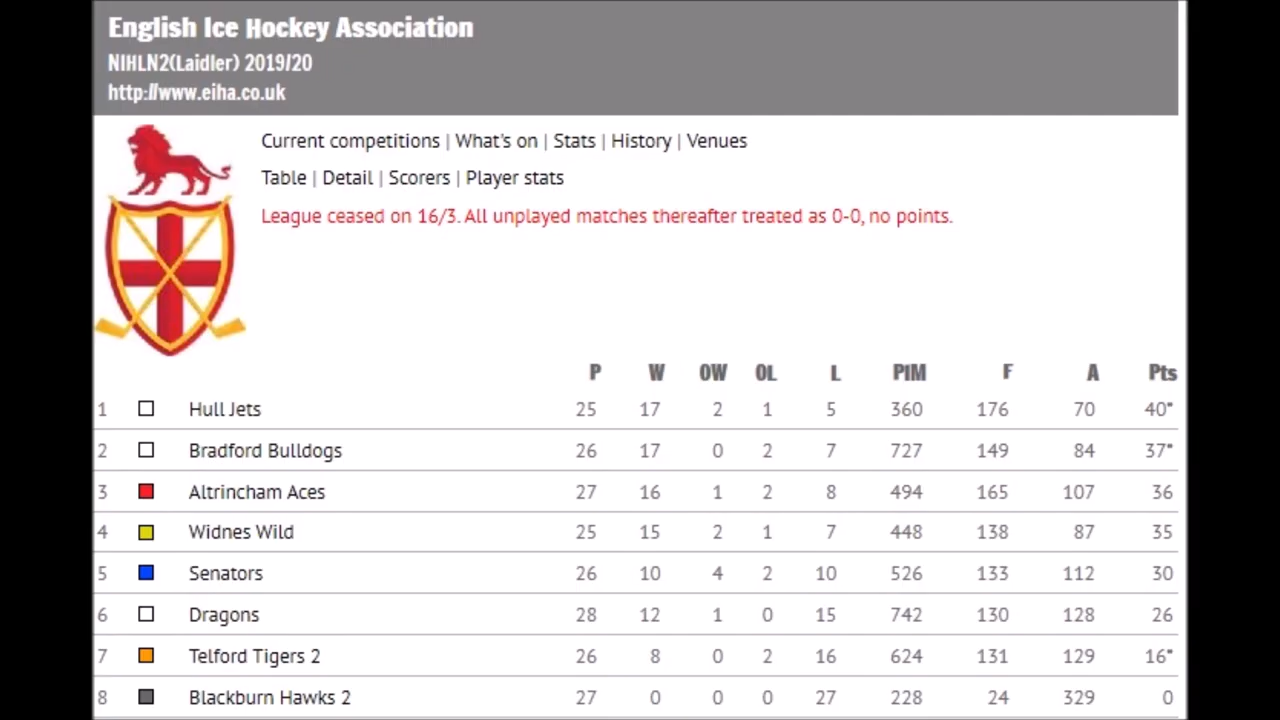 English Ice Hockey Association
NIHLN2(Laidler) 2019/20
http://www.eiha.co.uk
Current competitions | What's on | Stats | History | Venues
Table | Detail | Scorers | Player stats
League ceased on 16/3. All unplayed matches thereafter treated as 0-0, no points.
P W OW OL L PIM F A Pts
1 Hull Jets 25 17 2 1 5 360 176 70 40*
2 Bradford Bulldogs 26 17 0 2 7 727 149 84 37*
3 Altrincham Aces 27 16 1 2 8 494 165 107 36
4 Widnes Wild 25 15 2 1 7 448 138 87 35
5 Senators 26 10 4 2 10 526 133 112 30
6 Dragons 28 12 1 0 15 742 130 128 26
7 Telford Tigers 2 26 8 0 2 16 624 131 129 16*
8 Blackburn Hawks 2 27 0 0 0 27 228 24 329 0